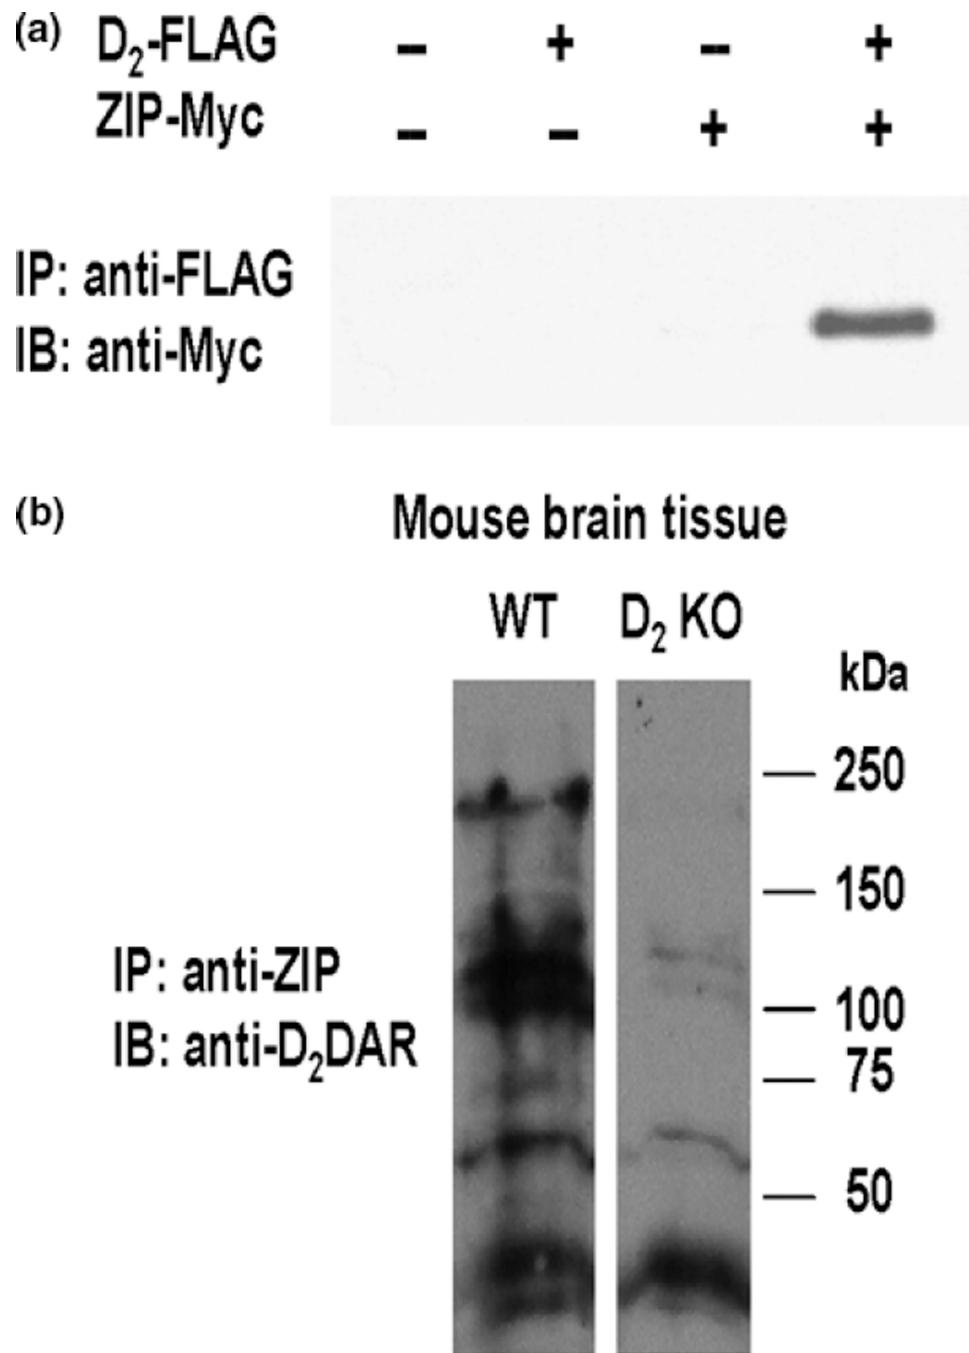 (a) D₂-FLAG -- + -- +
ZIP-Myc -- -- + +
IP: anti-FLAG
IB: anti-Myc
(b) Mouse brain tissue
WT D₂ KO
kDa
250
150
IP: anti-ZIP
100
IB: anti-D₂DAR
75
50